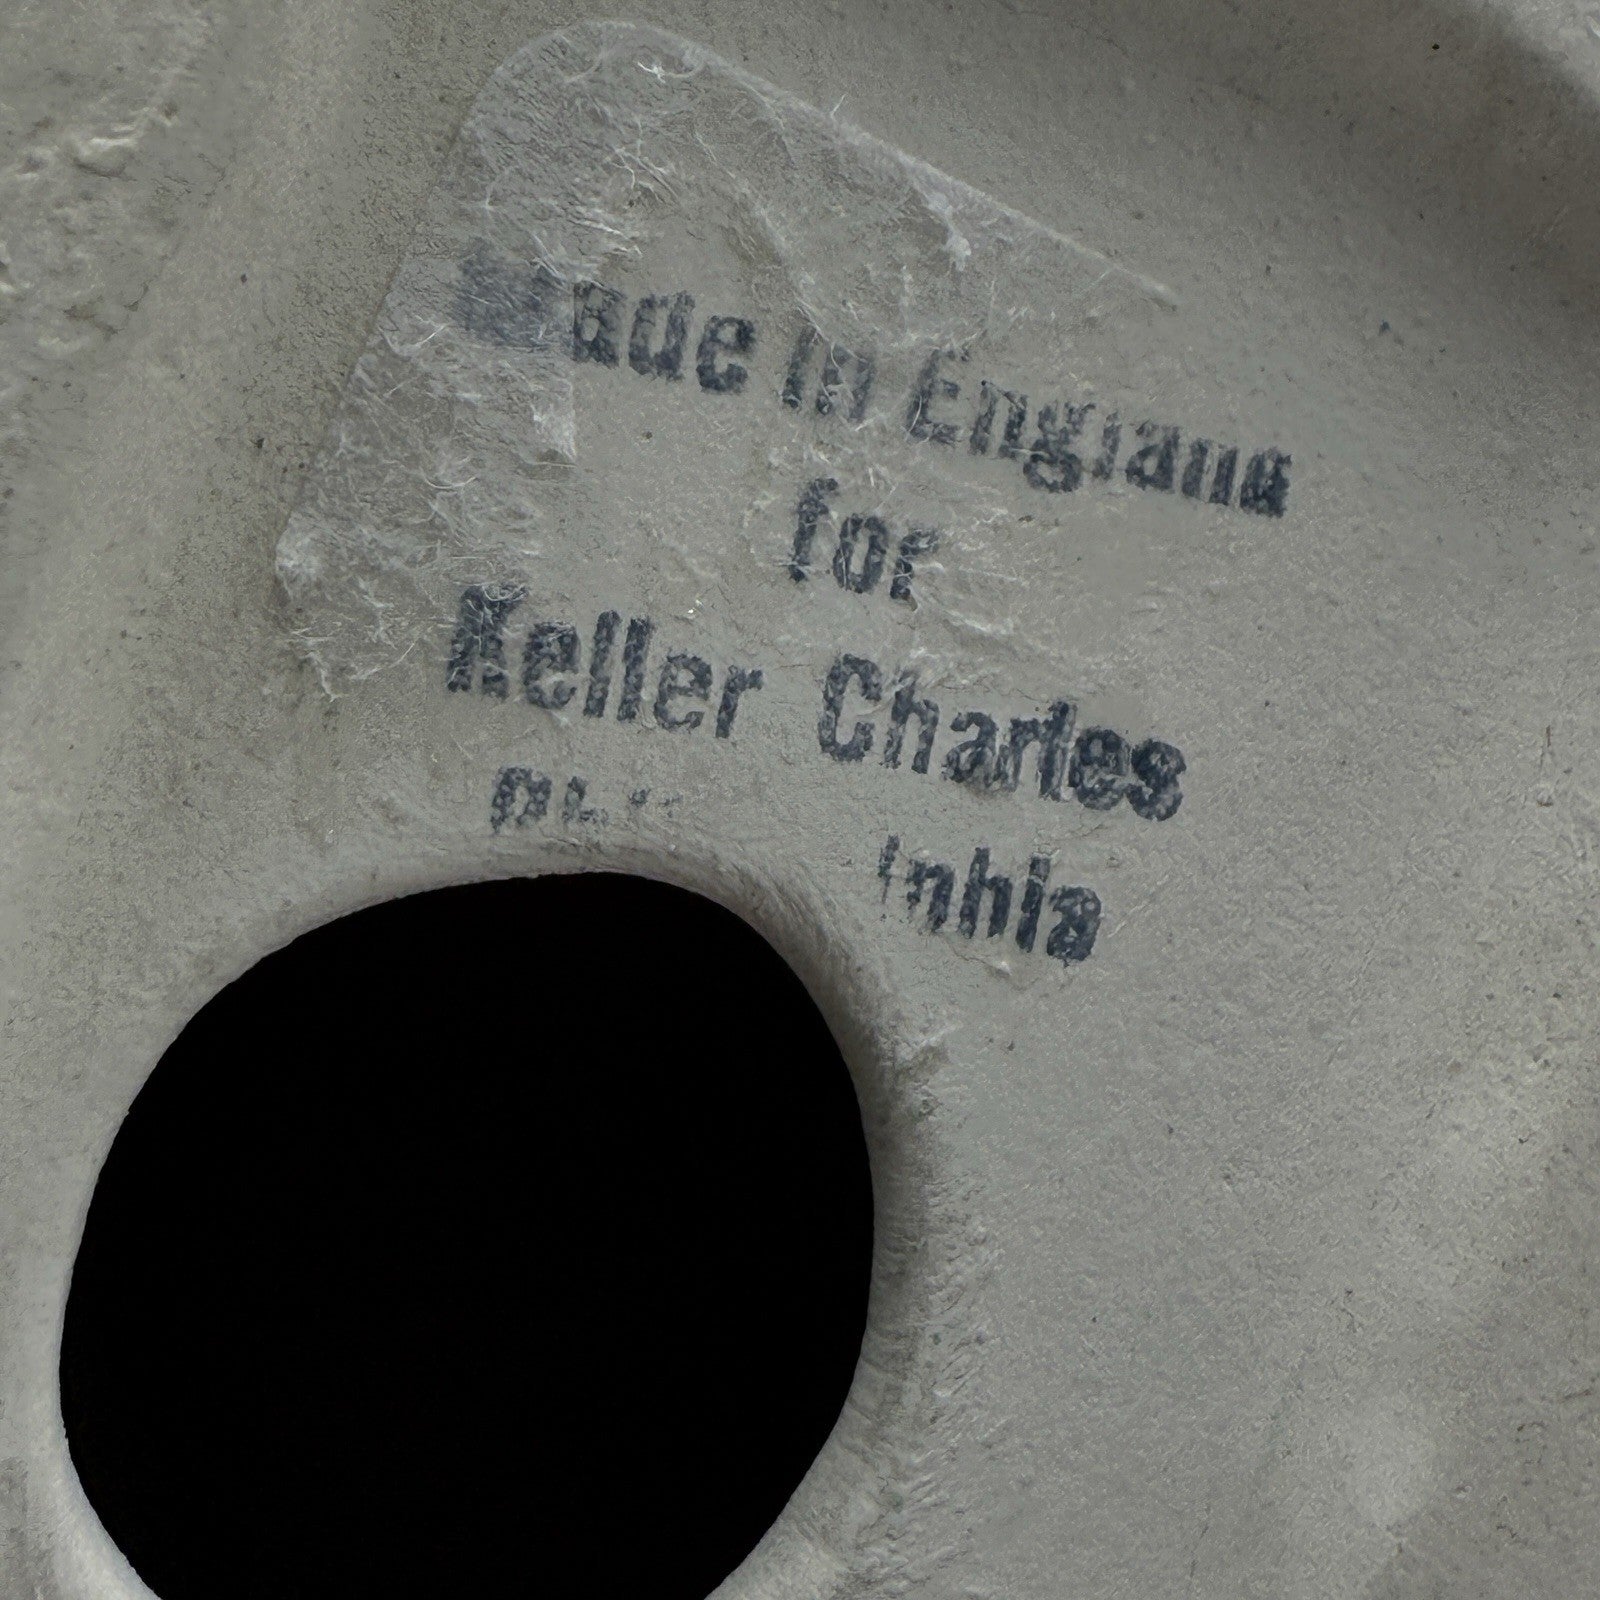 Made in England
for
Keller Charles